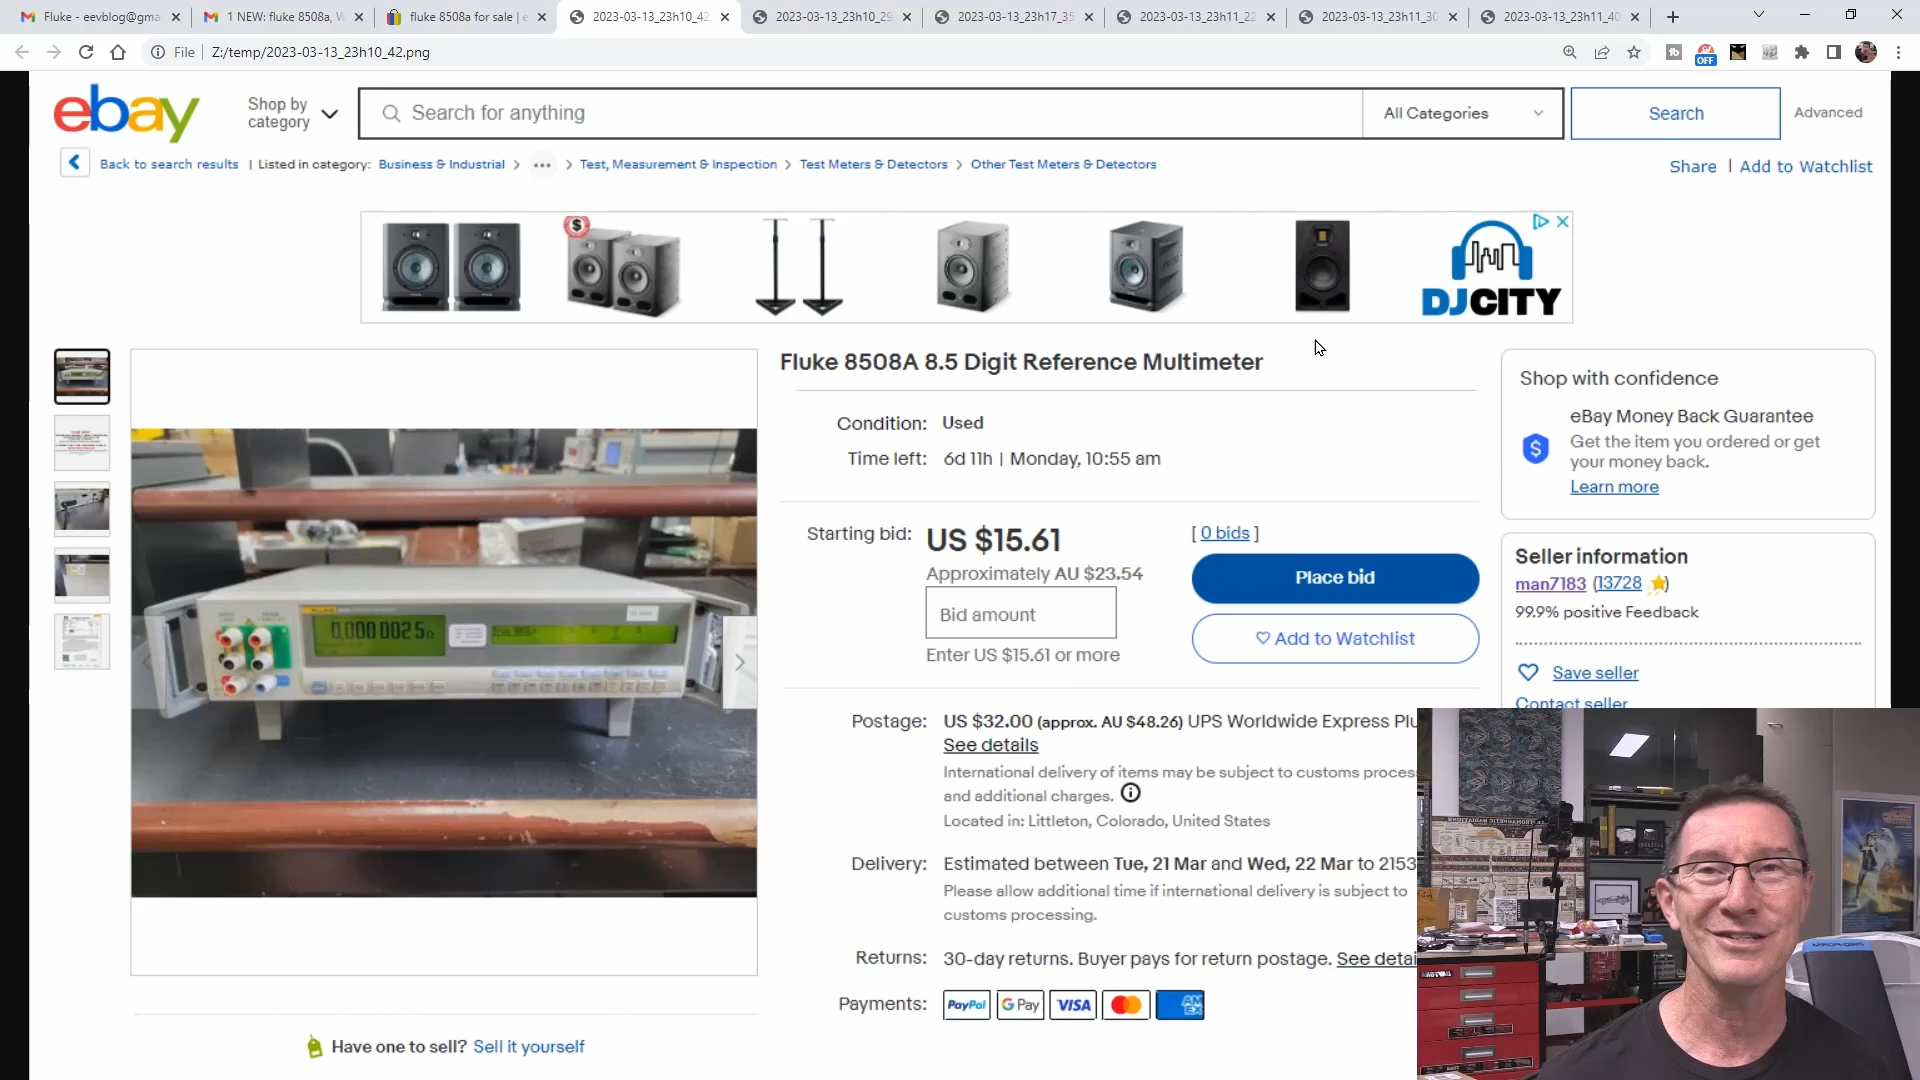 Fluke - eevblog@gma
1 NEW: fluke 8508a, W
fluke 8508a for sale | e
2023-03-13_23h10_42
2023-03-13_23h10_29
2023-03-13_23h17_35
2023-03-13_23h11_22
2023-03-13_23h11_30
2023-03-13_23h11_40
File
Z:/temp/2023-03-13_23h10_42.png
OFF
ebay
Shop by category
Search for anything
All Categories
Search
Advanced
Back to search results | Listed in category: Business & Industrial > ••• > Test, Measurement & Inspection > Test Meters & Detectors > Other Test Meters & Detectors
Share | Add to Watchlist
DJCITY
Fluke 8508A 8.5 Digit Reference Multimeter
Condition: Used
Time left: 6d 11h | Monday, 10:55 am
Starting bid: US $15.61
[ 0 bids ]
Approximately AU $23.54
Place bid
Bid amount
Add to Watchlist
Enter US $15.61 or more
Postage: US $32.00 (approx. AU $48.26) UPS Worldwide Express Plu
See details
International delivery of items may be subject to customs proces
and additional charges.
Located in: Littleton, Colorado, United States
Delivery: Estimated between Tue, 21 Mar and Wed, 22 Mar to 2153
Please allow additional time if international delivery is subject to
customs processing.
Returns: 30-day returns. Buyer pays for return postage. See detai
Payments: PayPal G Pay VISA AMEX
Shop with confidence
eBay Money Back Guarantee
Get the item you ordered or get
your money back.
Learn more
Seller information
man7183 (13728)
99.9% positive Feedback
Save seller
Contact seller
FLUKE
0.0000025
Have one to sell? Sell it yourself